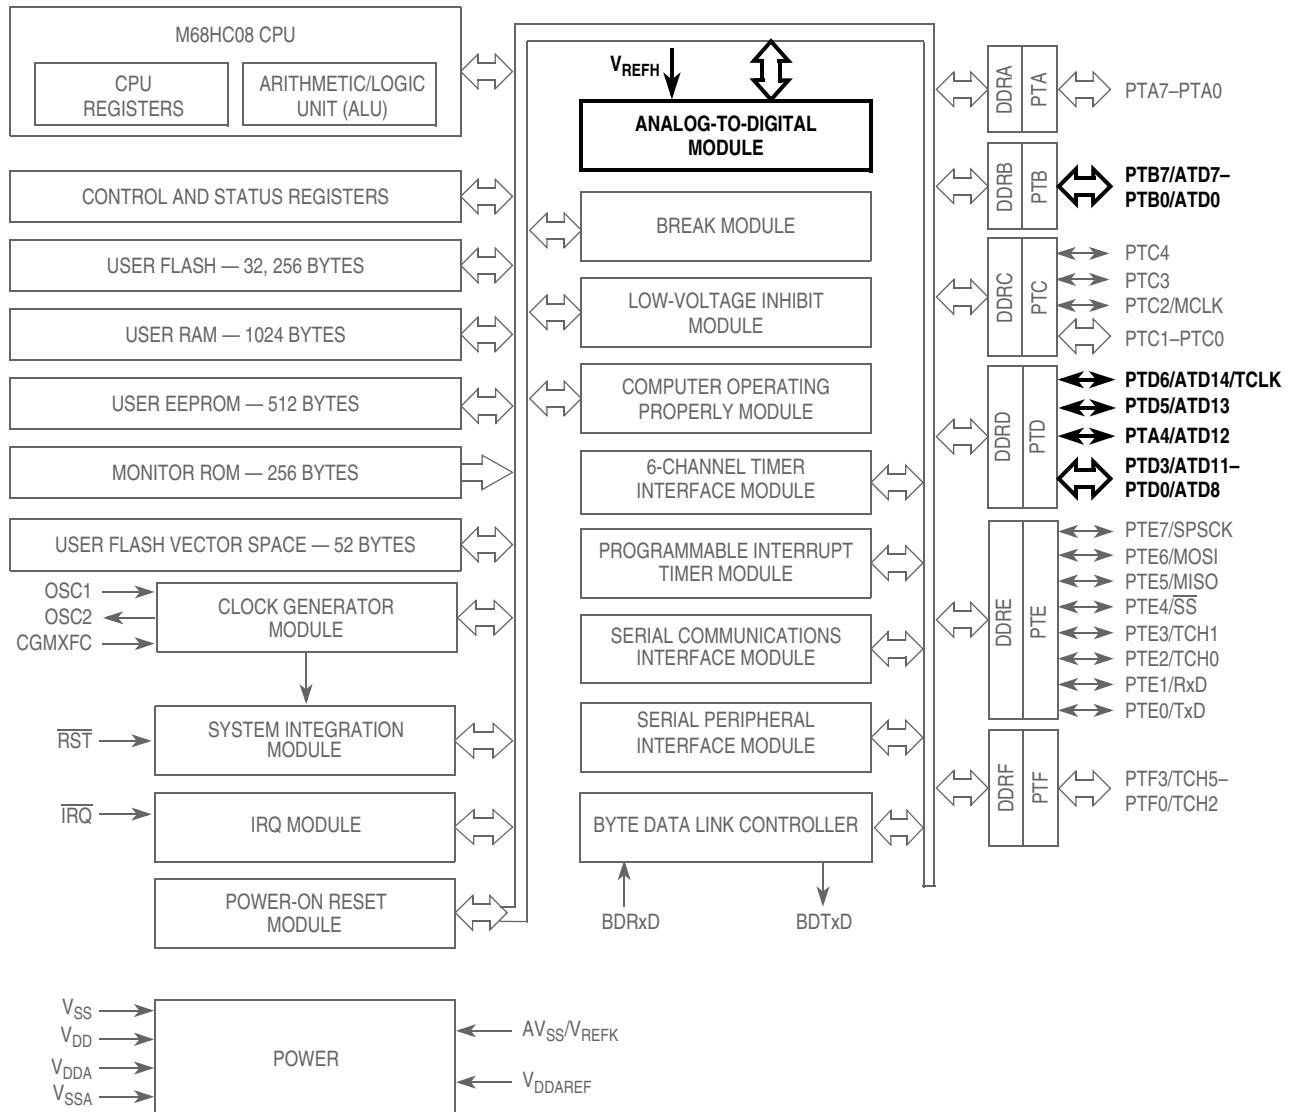 M68HC08 CPU
CPU
REGISTERS
ARITHMETIC/LOGIC
UNIT (ALU)
CONTROL AND STATUS REGISTERS
USER FLASH — 32, 256 BYTES
USER RAM — 1024 BYTES
USER EEPROM — 512 BYTES
MONITOR ROM — 256 BYTES
USER FLASH VECTOR SPACE — 52 BYTES
OSC1
OSC2
CGMXFC
CLOCK GENERATOR
MODULE
RST
SYSTEM INTEGRATION
MODULE
IRQ
IRQ MODULE
POWER-ON RESET
MODULE
VSS
VDD
VDDA
VSSA
POWER
AVSS/VREFK
VDDAREF
VREFH
ANALOG-TO-DIGITAL
MODULE
BREAK MODULE
LOW-VOLTAGE INHIBIT
MODULE
COMPUTER OPERATING
PROPERLY MODULE
6-CHANNEL TIMER
INTERFACE MODULE
PROGRAMMABLE INTERRUPT
TIMER MODULE
SERIAL COMMUNICATIONS
INTERFACE MODULE
SERIAL PERIPHERAL
INTERFACE MODULE
BYTE DATA LINK CONTROLLER
BDRxD
BDTxD
DDRA
PTA
PTA7–PTA0
DDRB
PTB
PTB7/ATD7–
PTB0/ATD0
DDRC
PTC
PTC4
PTC3
PTC2/MCLK
PTC1–PTC0
DDRD
PTD
PTD6/ATD14/TCLK
PTD5/ATD13
PTA4/ATD12
PTD3/ATD11–
PTD0/ATD8
DDRE
PTE
PTE7/SPSCK
PTE6/MOSI
PTE5/MISO
PTE4/SS
PTE3/TCH1
PTE2/TCH0
PTE1/RxD
PTE0/TxD
DDRF
PTF
PTF3/TCH5–
PTF0/TCH2